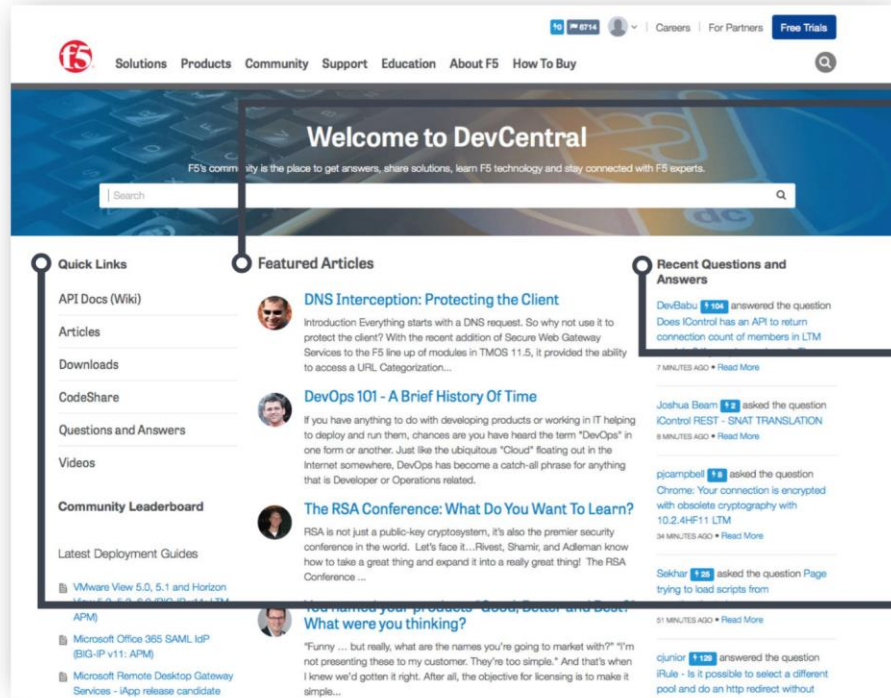 0 6714 Careers For Partners Free Trials
f5 Solutions Products Community Support Education About F5 How To Buy
Welcome to DevCentral
F5's community is the place to get answers, share solutions, learn F5 technology and stay connected with F5 experts.
Search
dc
Quick Links
API Docs (Wiki)
Articles
Downloads
CodeShare
Questions and Answers
Videos
Community Leaderboard
Latest Deployment Guides
VMware View 5.0, 5.1 and Horizon
APM)
Microsoft Office 365 SAML IdP
(BIG-IP v11: APM)
Microsoft Remote Desktop Gateway
Services - iApp release candidate
Featured Articles
DNS Interception: Protecting the Client
Introduction Everything starts with a DNS request. So why not use it to
protect the client? With the recent addition of Secure Web Gateway
Services to the F5 line up of modules in TMOS 11.5, it provided the ability
to access a URL Categorization...
DevOps 101 - A Brief History Of Time
If you have anything to do with developing products or working in IT helping
to deploy and run them, chances are you have heard the term "DevOps" in
one form or another. Just like the ubiquitous "Cloud" floating out in the
Internet somewhere, DevOps has become a catch-all phrase for anything
that is Developer or Operations related.
The RSA Conference: What Do You Want To Learn?
RSA is not just a public-key cryptosystem, it's also the premier security
conference in the world. Let's face it…Rivest, Shamir, and Adleman know
how to take a great thing and expand it into a really great thing! The RSA
Conference ...
You named your products "Good, Better and Best?"
What were you thinking?
"Funny … but really, what are the names you're going to market with?" "I'm
not presenting these to my customer. They're too simple." And that's when
I knew we'd gotten it right. After all, the objective for licensing is to make it
simple...
Recent Questions and
Answers
DevBabu 104 answered the question
Does IControl has an API to return
connection count of members in LTM
7 MINUTES AGO • Read More
Joshua Beam 2 asked the question
iControl REST - SNAT TRANSLATION
8 MINUTES AGO • Read More
pjcampbell 8 asked the question
Chrome: Your connection is encrypted
with obsolete cryptography with
10.2.4HF11 LTM
34 MINUTES AGO • Read More
Sekhar 25 asked the question Page
trying to load scripts from
51 MINUTES AGO • Read More
cjunior 129 answered the question
iRule - Is it possible to select a different
pool and do an http redirect without